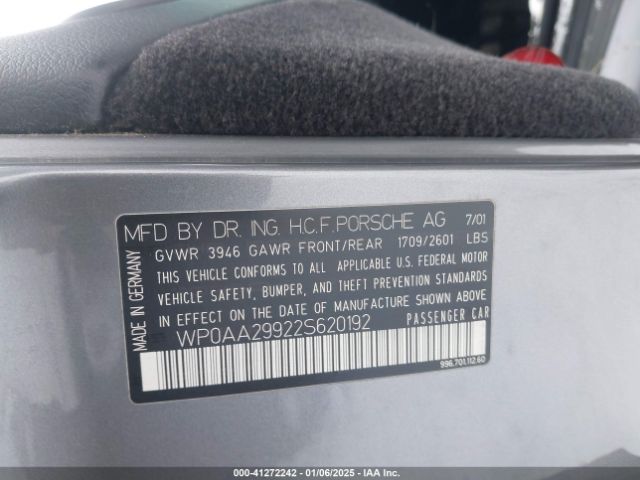 MFD BY DR. ING. H.C.F. PORSCHE AG 7/01
GVWR 3946 GAWR FRONT/REAR 1709/2601 LBS
THIS VEHICLE CONFORMS TO ALL APPLICABLE U.S. FEDERAL MOTOR
VEHICLE SAFETY, BUMPER, AND THEFT PREVENTION STANDARDS
IN EFFECT ON THE DATE OF MANUFACTURE SHOWN ABOVE
WP0AA29922S620192 PASSENGER CAR
996.701.112.60
MADE IN GERMANY
000-41272242 - 01/06/2025 - IAA Inc.